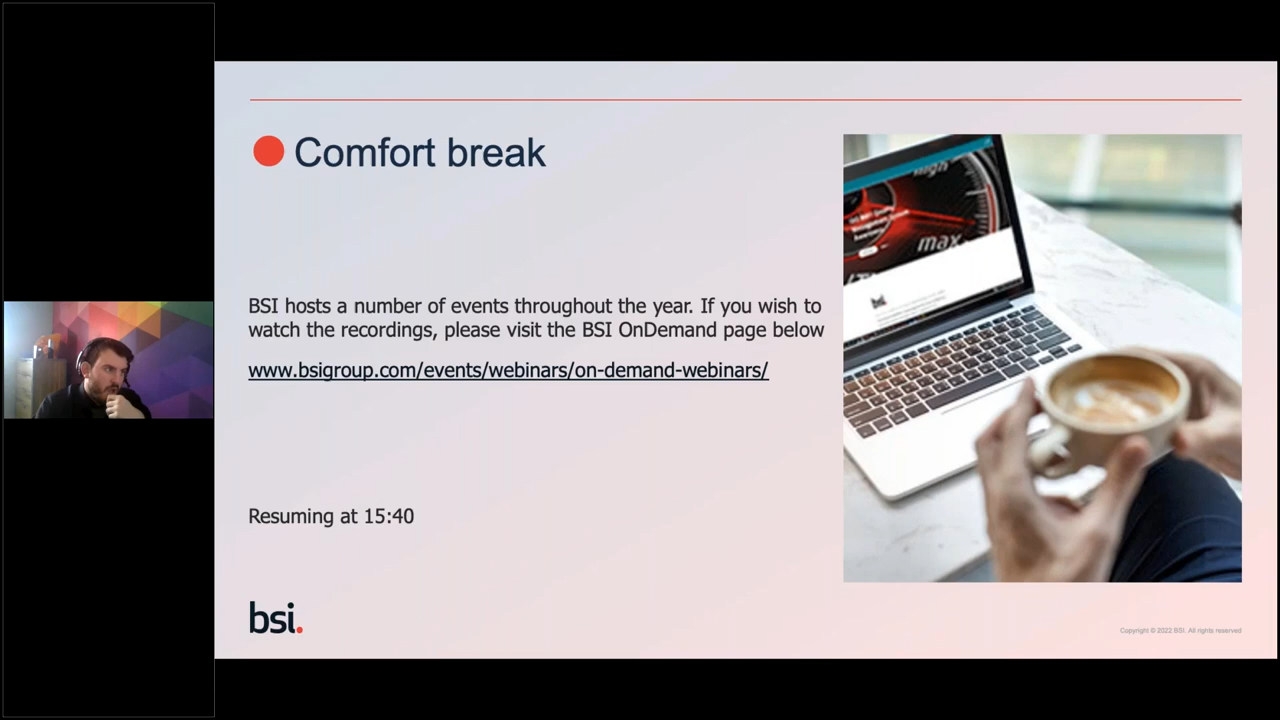 Comfort break
BSI hosts a number of events throughout the year. If you wish to
watch the recordings, please visit the BSI OnDemand page below
www.bsigroup.com/events/webinars/on-demand-webinars/
Resuming at 15:40
bsi.
Copyright © 2022 BSI. All rights reserved
high
max